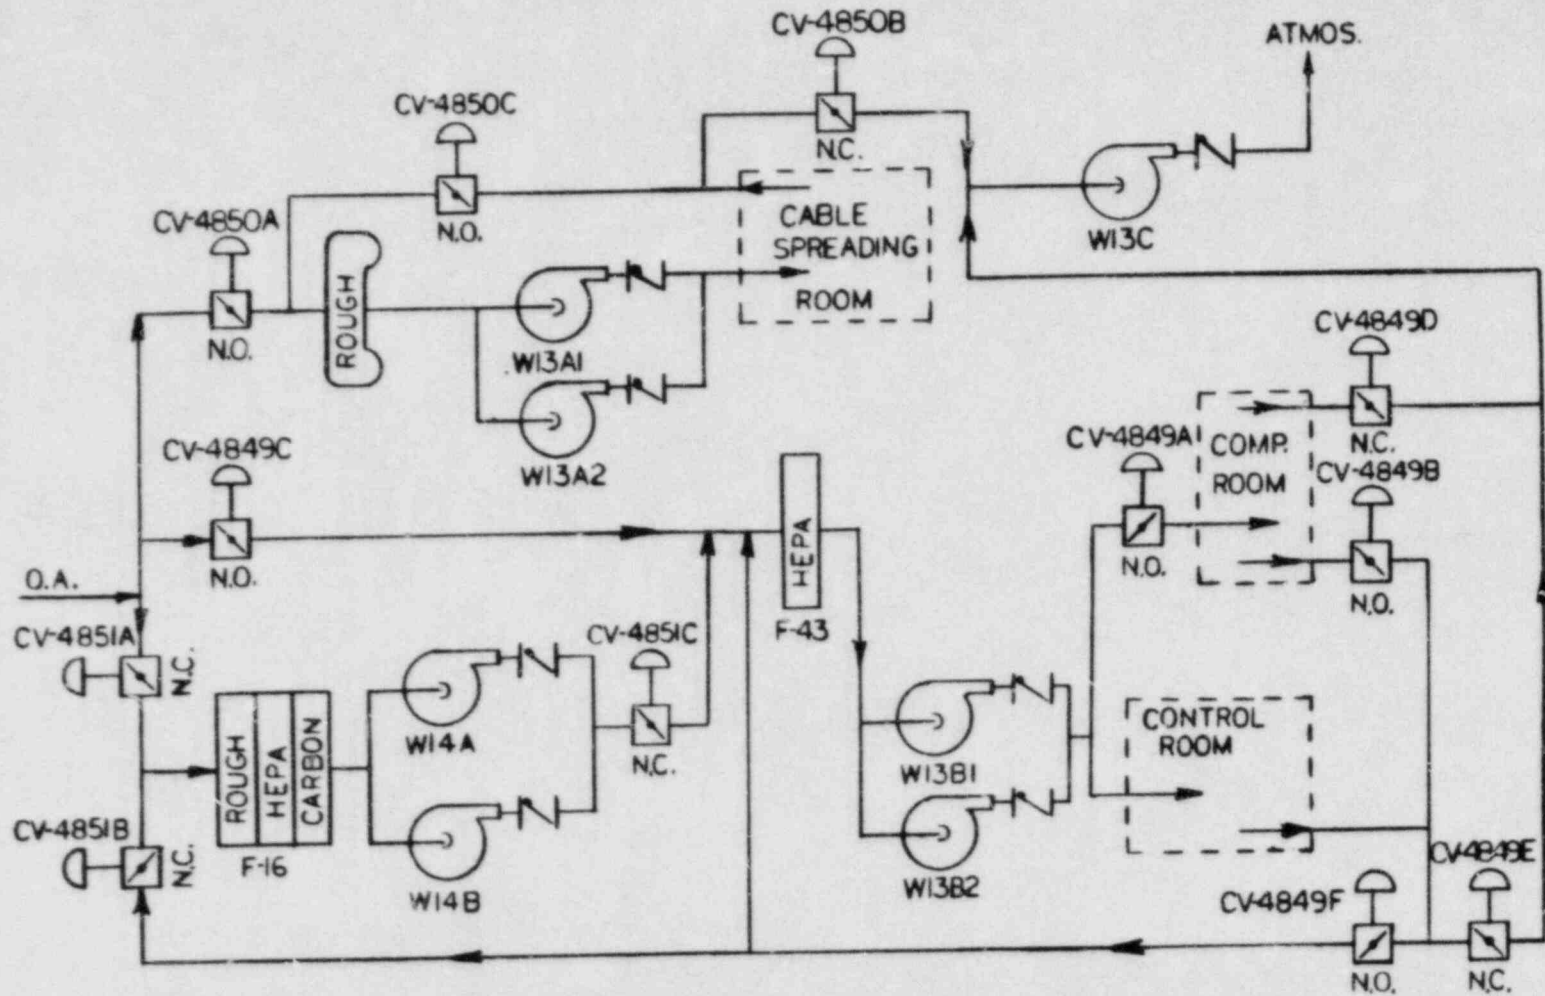 CV-4850B
ATMOS.
CV-4850C
N.C.
CV-4850A
N.O.
CABLE
SPREADING
ROOM
W13C
N.O.
ROUGH
W13A1
CV-4849D
CV-4849C
W13A2
CV-4849A
COMP.
ROOM
N.C.
CV-4849B
HEPA
N.O.
N.O.
N.O.
O.A.
F-43
CV-4851A
N.C.
CV-4851C
ROUGH
HEPA
CARBON
W14A
N.C.
CONTROL
ROOM
W13B1
CV-4851B
N.C.
F-16
W14B
W13B2
CV-4849E
CV-4849F
N.O.
N.C.